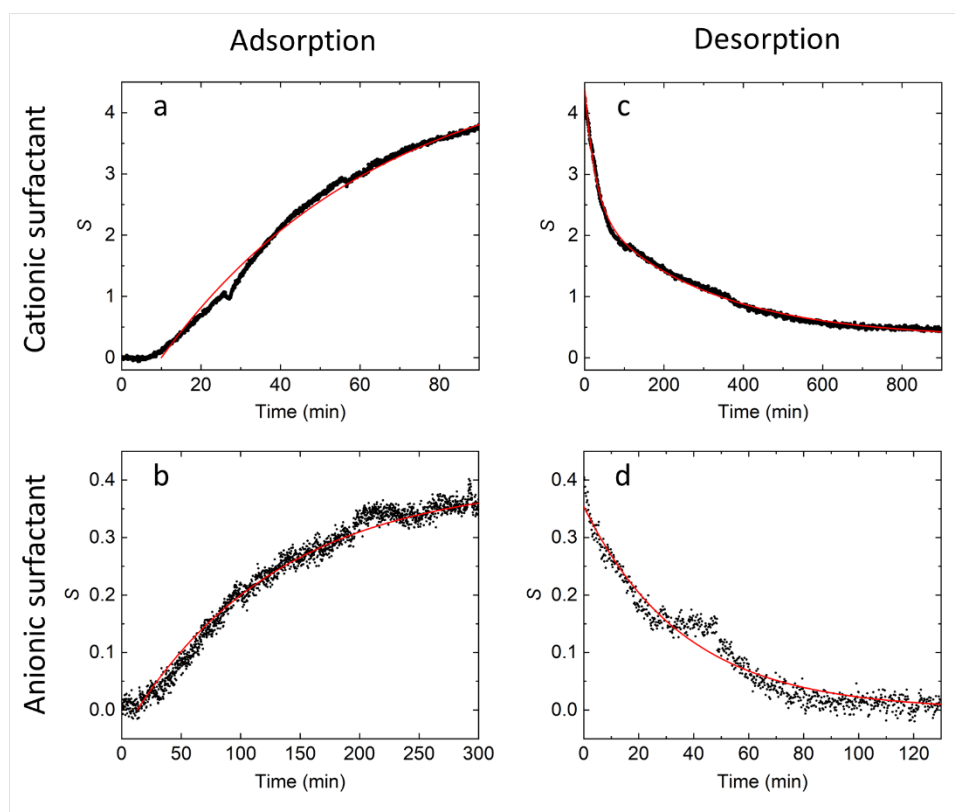 Adsorption
Desorption
Cationic surfactant
Anionic surfactant
a
S
4
3
2
1
0
0 20 40 60 80
Time (min)
c
S
4
3
2
1
0
0 200 400 600 800
Time (min)
b
S
0.4
0.3
0.2
0.1
0.0
0 50 100 150 200 250 300
Time (min)
d
S
0.4
0.3
0.2
0.1
0.0
0 20 40 60 80 100 120
Time (min)